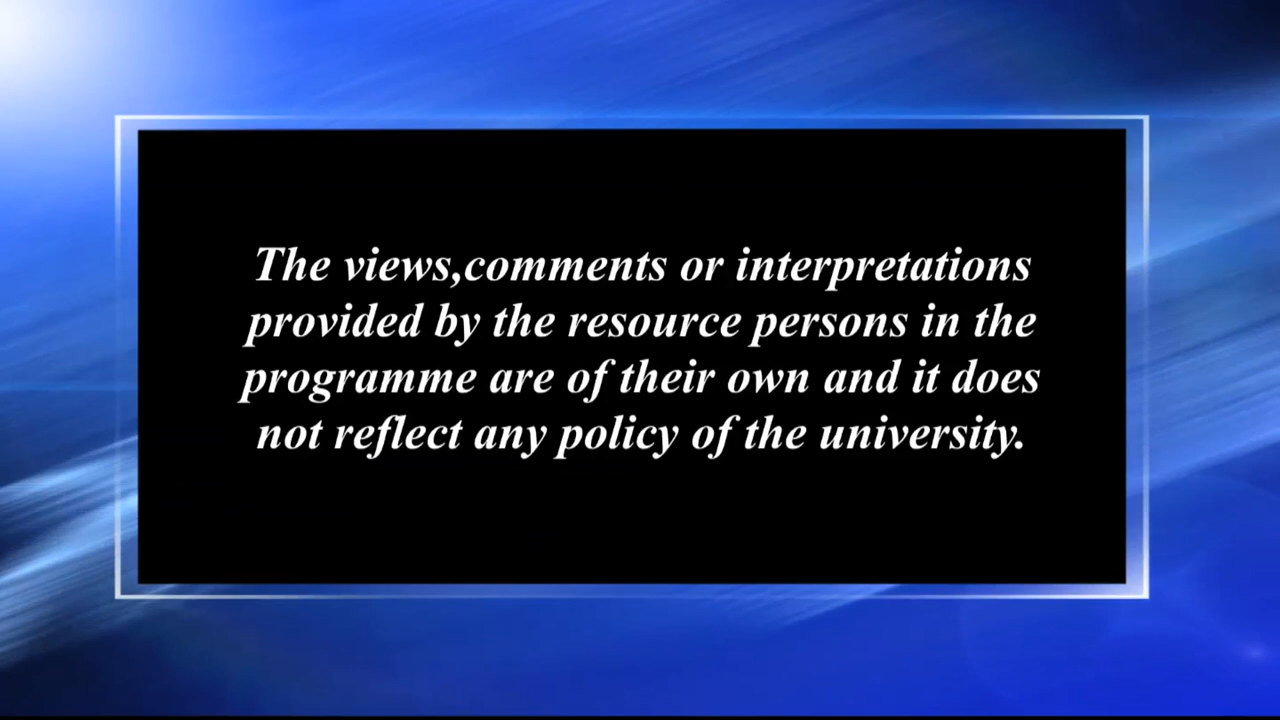 The views,comments or interpretations
provided by the resource persons in the
programme are of their own and it does
not reflect any policy of the university.